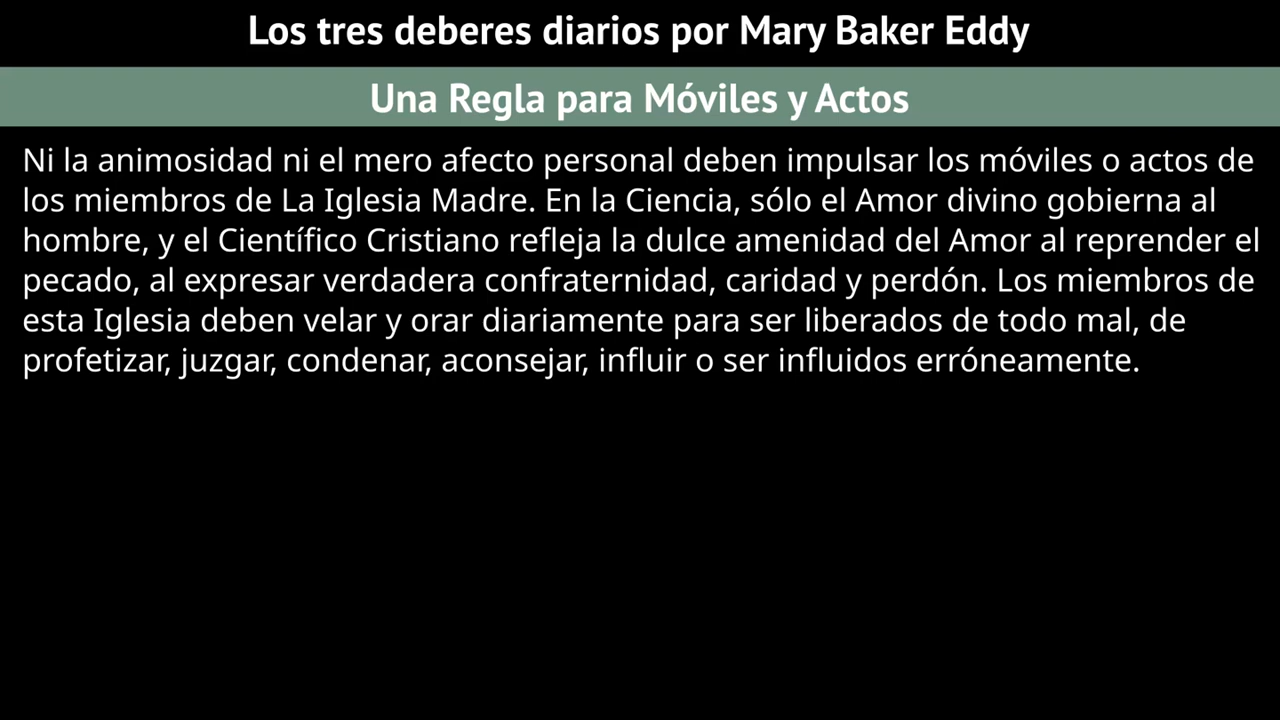 Los tres deberes diarios por Mary Baker Eddy
Una Regla para Móviles y Actos
Ni la animosidad ni el mero afecto personal deben impulsar los móviles o actos de
los miembros de La Iglesia Madre. En la Ciencia, sólo el Amor divino gobierna al
hombre, y el Científico Cristiano refleja la dulce amenidad del Amor al reprender el
pecado, al expresar verdadera confraternidad, caridad y perdón. Los miembros de
esta Iglesia deben velar y orar diariamente para ser liberados de todo mal, de
profetizar, juzgar, condenar, aconsejar, influir o ser influidos erróneamente.